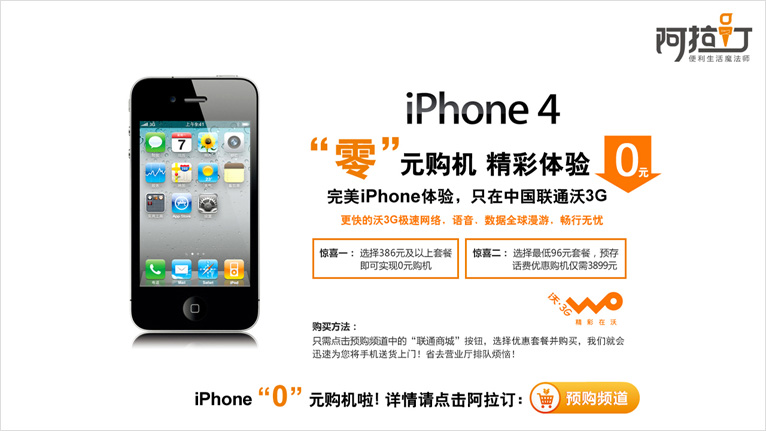 阿拉订
便利生活魔法师
iPhone 4
“零”元购机 精彩体验 0元
完美iPhone体验，只在中国联通沃3G
更快的沃3G极速网络．语音．数据全球漫游．畅行无忧
惊喜一： 选择386元及以上套餐
即可实现0元购机
惊喜二： 选择最低96元套餐，预存
话费优惠购机仅需3899元
沃·3G
精彩在沃
购买方法：
只需点击预购频道中的“联通商城”按钮，选择优惠套餐并购买，我们就会
迅速为您将手机送货上门！省去营业厅排队烦恼！
iPhone “0” 元购机啦! 详情请点击阿拉订：
预购频道